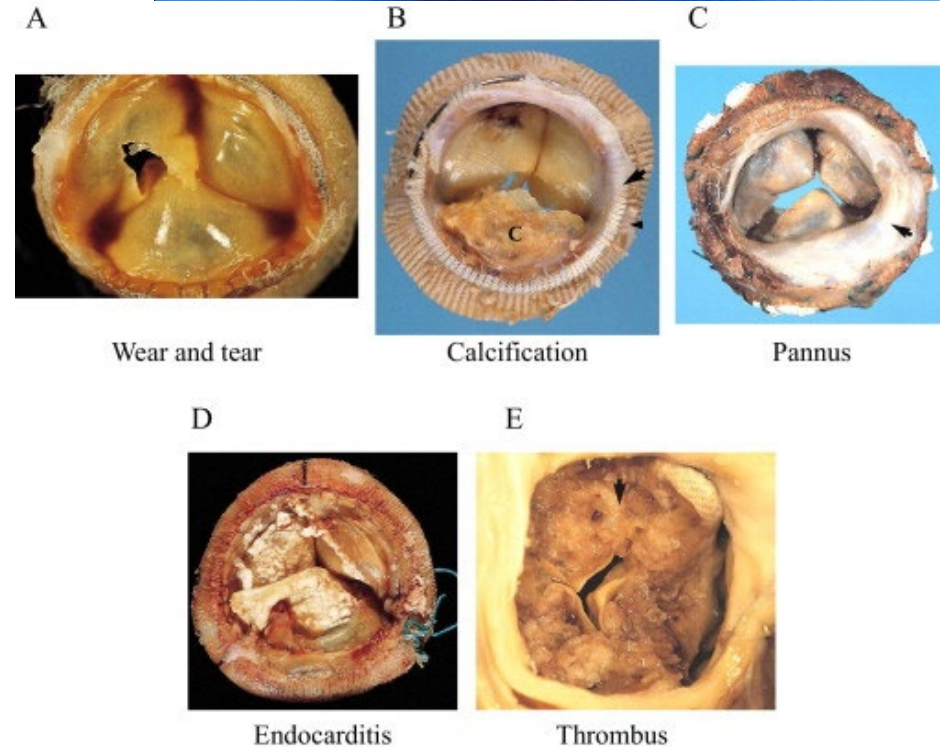 A
B
C
C
Wear and tear
Calcification
Pannus
D
E
Endocarditis
Thrombus